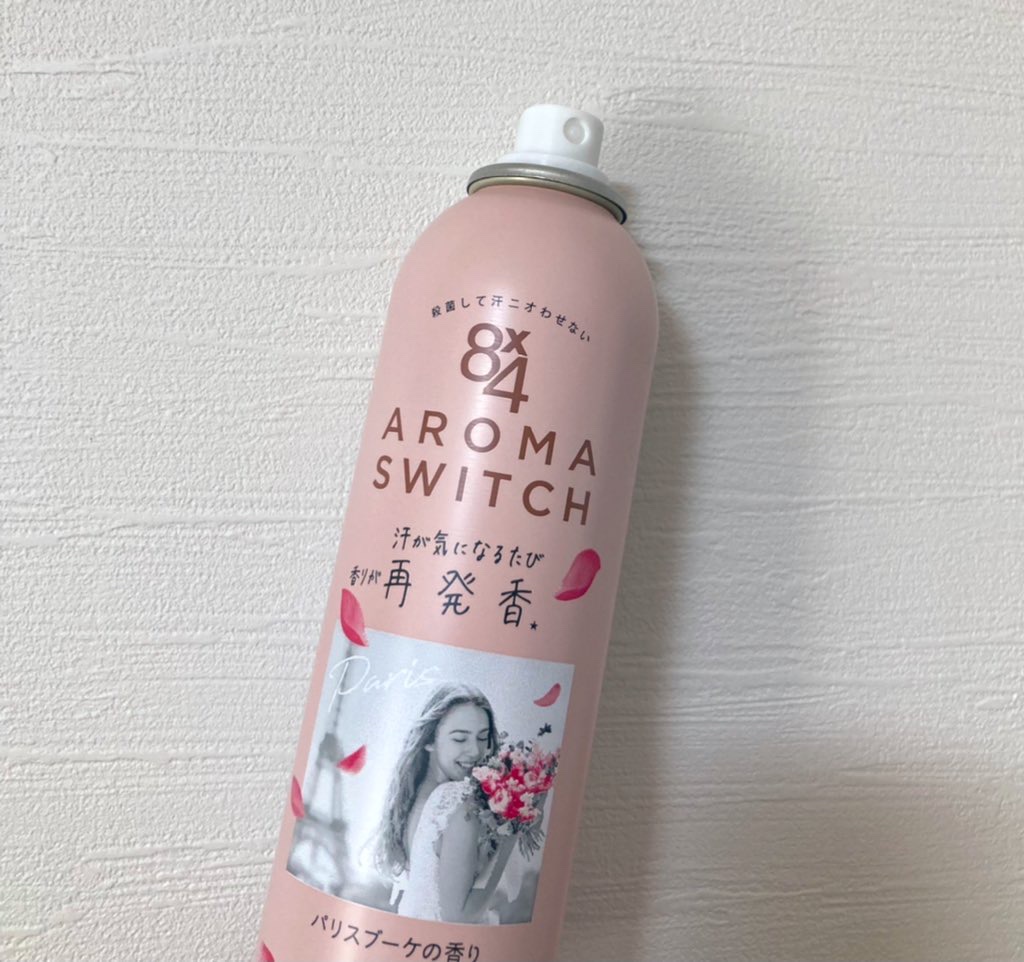 殺菌して汗ニオわせない
8x4
AROMA
SWITCH
汗が気になるたび
香りが再発香★
Paris
パリスブーケの香り